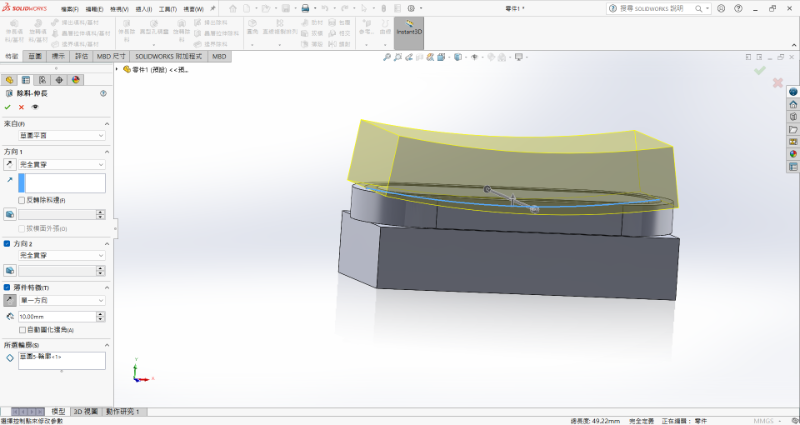 SOLIDWORKS 檔案(F) 編輯(E) 檢視(V) 插入(I) 工具(T) 視窗(W) 零件1 * 搜尋 SOLIDWORKS 說明
Instant3D
特徵 草圖 標示 評估 MBD 尺寸 SOLIDWORKS 附加程式 MBD
零件1 (預設) <<預...
除料-伸長
來自(F)
草圖平面
方向 1
完全貫穿
反轉除料邊(F)
拔模面外張(O)
方向 2
完全貫穿
薄件特徵(T)
單一方向
10.00mm
自動圓化邊角(A)
所選輪廓(S)
草圖5-輪廓<1>
模型 3D 視圖 動作研究 1
選擇控制點來修改參數 邊長度: 49.22mm 完全定義 正在編輯: 零件 MMGS